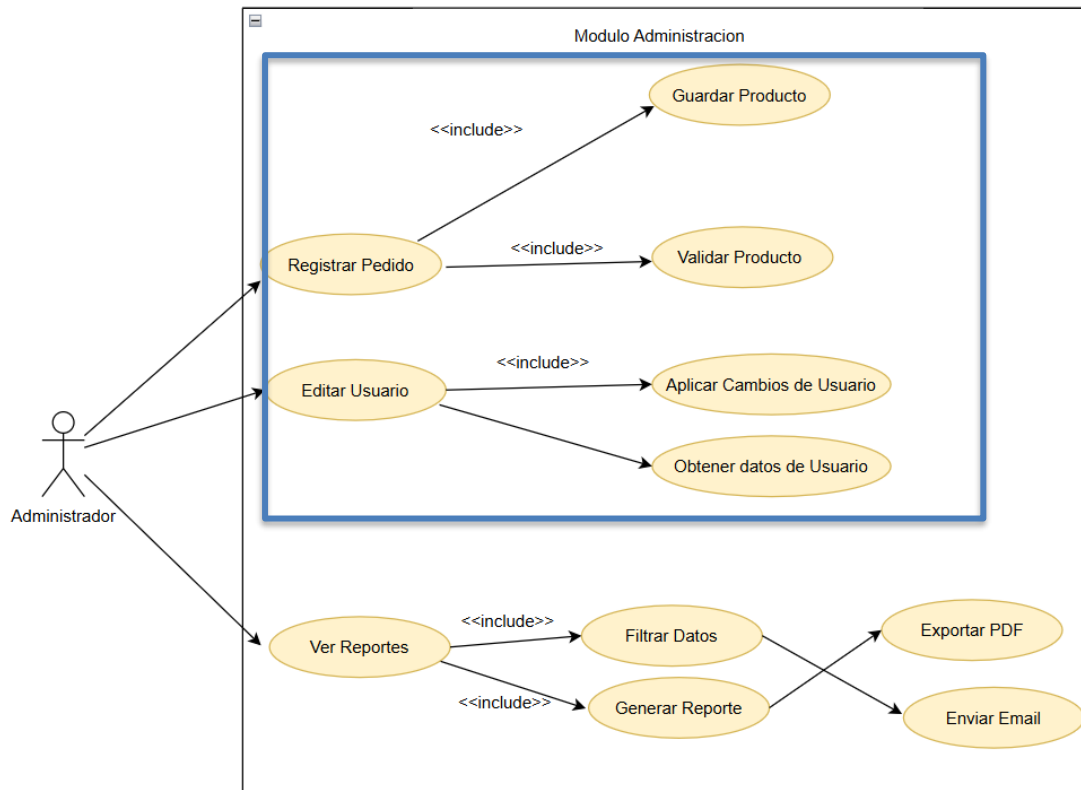 Modulo Administracion
Guardar Producto
<<include>>
<<include>>
Validar Producto
Registrar Pedido
<<include>>
Aplicar Cambios de Usuario
Editar Usuario
Obtener datos de Usuario
Administrador
<<include>>
Filtrar Datos
Exportar PDF
Ver Reportes
<<include>>
Generar Reporte
Enviar Email